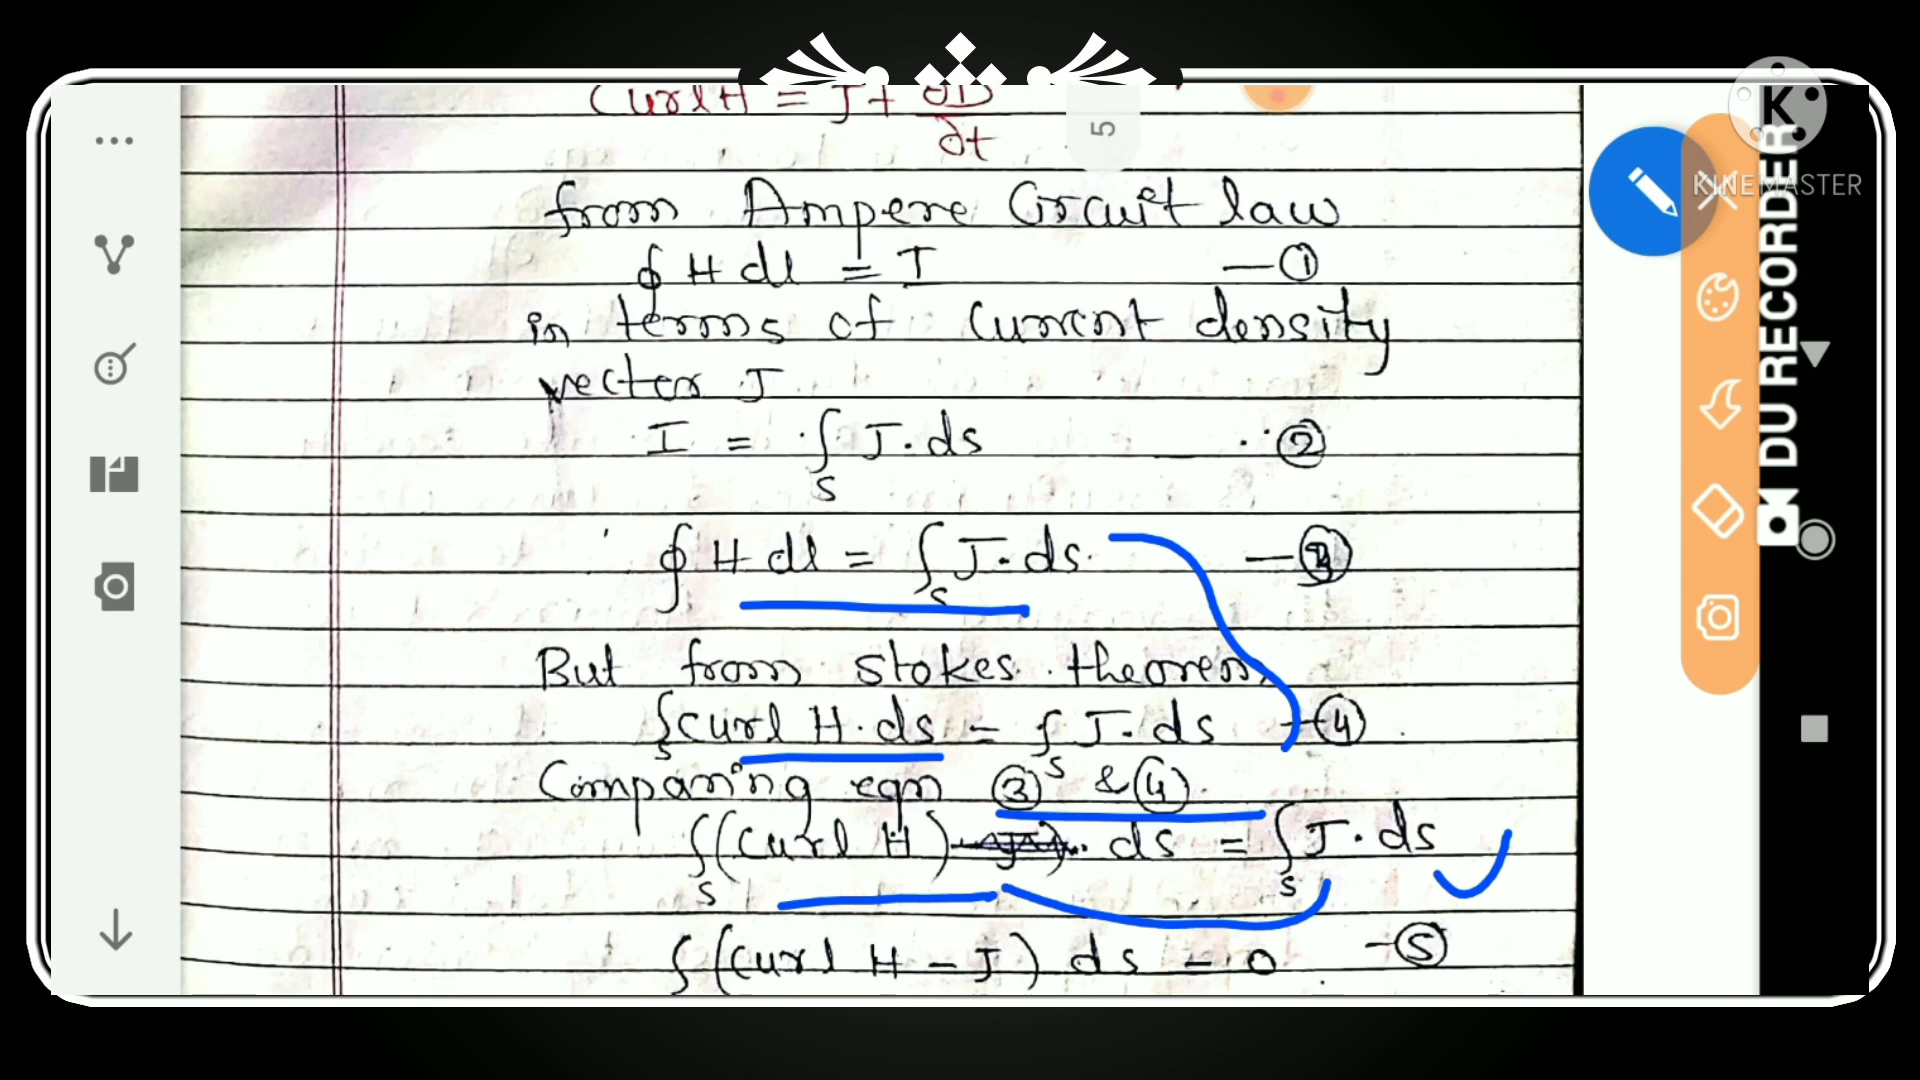 Curl H = J + ∂D/∂t
5
from Ampere Circuit law
∮ H dl = I — ①
in terms of Current density
vector J
I = ∫ J · ds ②
S
∮ H dl = ∫ J · ds — ③
S
But from stokes theorem
∫ curl H · ds = ∫ J · ds — ④
S S
Comparing eqn ③ & ④
∫ (Curl H) · ds = ∫ J · ds
S S
∫ (Curl H – J) ds = 0 – ⑤
K
KINEMASTER
DU RECORDER